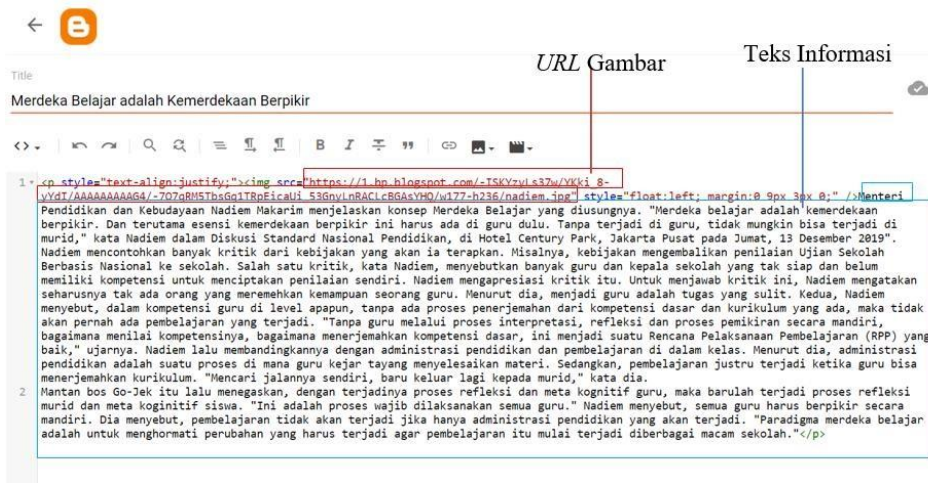 URL Gambar
Teks Informasi
Title
Merdeka Belajar adalah Kemerdekaan Berpikir
B I
1 <p style="text-align:justify;"><img src="https://1.bp.blogspot.com/-ISKYzyLs37w/YKki_8-
yYdI/AAAAAAAAAG4/-7O7qRM5TbsGq1TRpEicaUi_53GnyLnRACLcBGAsYHQ/w177-h236/nadiem.jpg" style="float:left; margin:0 9px 3px 0;" />Menteri
Pendidikan dan Kebudayaan Nadiem Makarim menjelaskan konsep Merdeka Belajar yang diusungnya. "Merdeka belajar adalah kemerdekaan
berpikir. Dan terutama esensi kemerdekaan berpikir ini harus ada di guru dulu. Tanpa terjadi di guru, tidak mungkin bisa terjadi di
murid," kata Nadiem dalam Diskusi Standard Nasional Pendidikan, di Hotel Century Park, Jakarta Pusat pada Jumat, 13 Desember 2019".
Nadiem mencontohkan banyak kritik dari kebijakan yang akan ia terapkan. Misalnya, kebijakan mengembalikan penilaian Ujian Sekolah
Berbasis Nasional ke sekolah. Salah satu kritik, kata Nadiem, menyebutkan banyak guru dan kepala sekolah yang tak siap dan belum
memiliki kompetensi untuk menciptakan penilaian sendiri. Nadiem mengapresiasi kritik itu. Untuk menjawab kritik ini, Nadiem mengatakan
seharusnya tak ada orang yang meremehkan kemampuan seorang guru. Menurut dia, menjadi guru adalah tugas yang sulit. Kedua, Nadiem
menyebut, dalam kompetensi guru di level apapun, tanpa ada proses penerjemahan dari kompetensi dasar dan kurikulum yang ada, maka tidak
akan pernah ada pembelajaran yang terjadi. "Tanpa guru melalui proses interpretasi, refleksi dan proses pemikiran secara mandiri,
bagaimana menilai kompetensinya, bagaimana menerjemahkan kompetensi dasar, ini menjadi suatu Rencana Pelaksanaan Pembelajaran (RPP) yang
baik," ujarnya. Nadiem lalu membandingkannya dengan administrasi pendidikan dan pembelajaran di dalam kelas. Menurut dia, administrasi
pendidikan adalah suatu proses di mana guru kejar tayang menyelesaikan materi. Sedangkan, pembelajaran justru terjadi ketika guru bisa
menerjemahkan kurikulum. "Mencari jalannya sendiri, baru keluar lagi kepada murid," kata dia.
2 Mantan bos Go-Jek itu lalu menegaskan, dengan terjadinya proses refleksi dan meta kognitif guru, maka barulah terjadi proses refleksi
murid dan meta koginitif siswa. "Ini adalah proses wajib dilaksanakan semua guru." Nadiem menyebut, semua guru harus berpikir secara
mandiri. Dia menyebut, pembelajaran tidak akan terjadi jika hanya administrasi pendidikan yang akan terjadi. "Paradigma merdeka belajar
adalah untuk menghormati perubahan yang harus terjadi agar pembelajaran itu mulai terjadi diberbagai macam sekolah."</p>